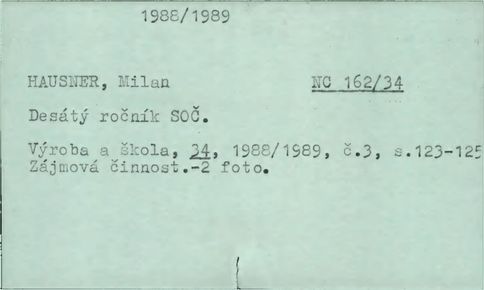 1988/1989
HAUSNER, Milan NC 162/34
Desátý ročník SOČ.
Výroba a škola, 34, 1988/1989, č.3, s.123-125
Zájmová činnost.-2 foto.